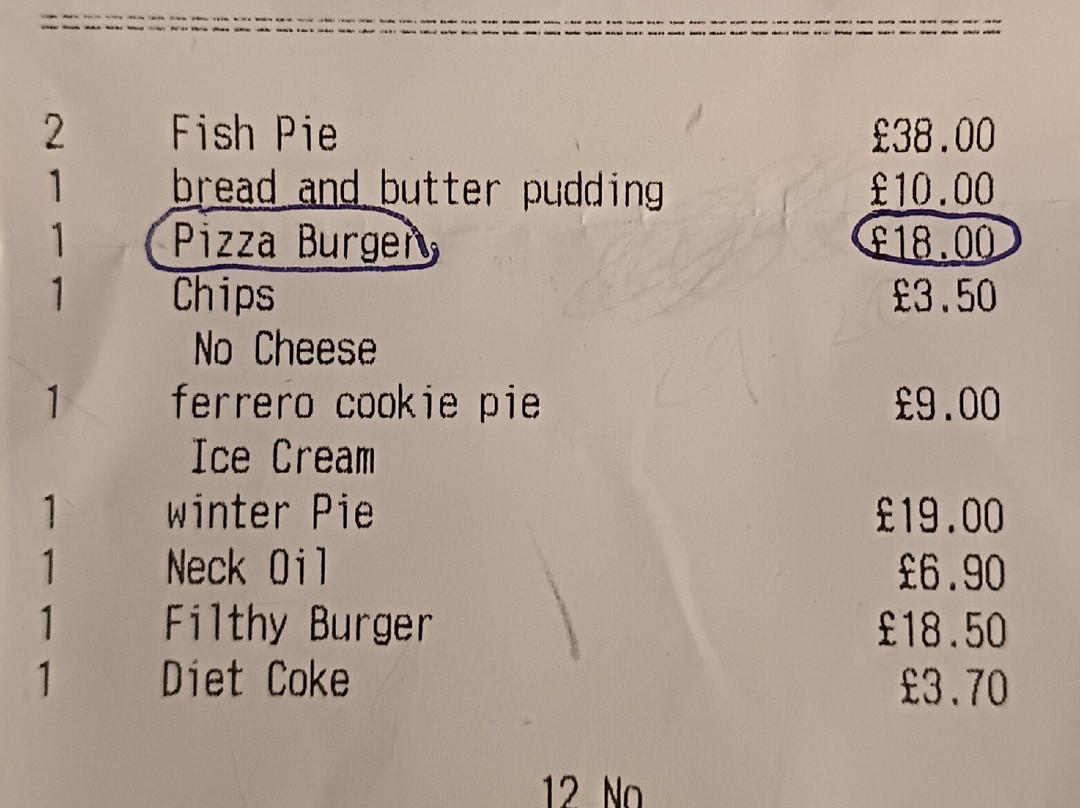 2 Fish Pie £38.00
1 bread and butter pudding £10.00
1 Pizza Burger £18.00
1 Chips £3.50
No Cheese
1 ferrero cookie pie £9.00
Ice Cream
1 winter Pie £19.00
1 Neck Oil £6.90
1 Filthy Burger £18.50
1 Diet Coke £3.70
12 No